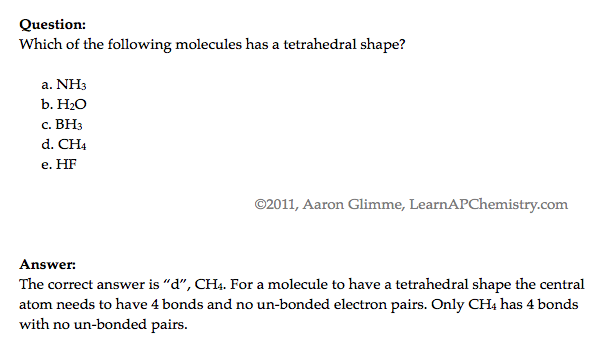 Question:
Which of the following molecules has a tetrahedral shape?
a. NH3
b. H2O
c. BH3
d. CH4
e. HF
©2011, Aaron Glimme, LearnAPChemistry.com
Answer:
The correct answer is “d”, CH4. For a molecule to have a tetrahedral shape the central
atom needs to have 4 bonds and no un-bonded electron pairs. Only CH4 has 4 bonds
with no un-bonded pairs.